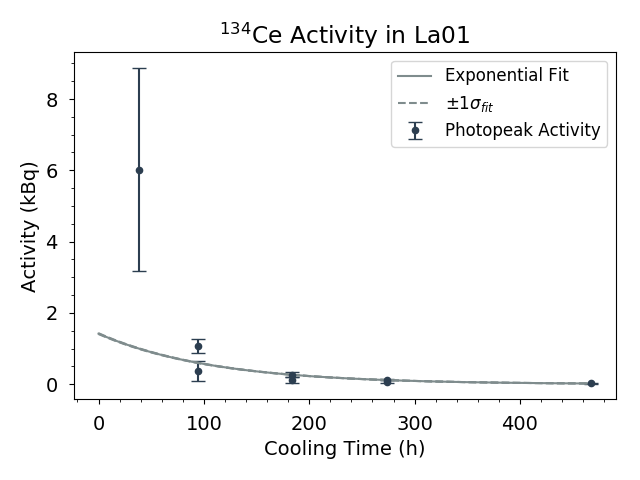 ¹³⁴Ce Activity in La01
Exponential Fit
±1σfit
Photopeak Activity
Activity (kBq)
8
6
4
2
0
0 100 200 300 400
Cooling Time (h)